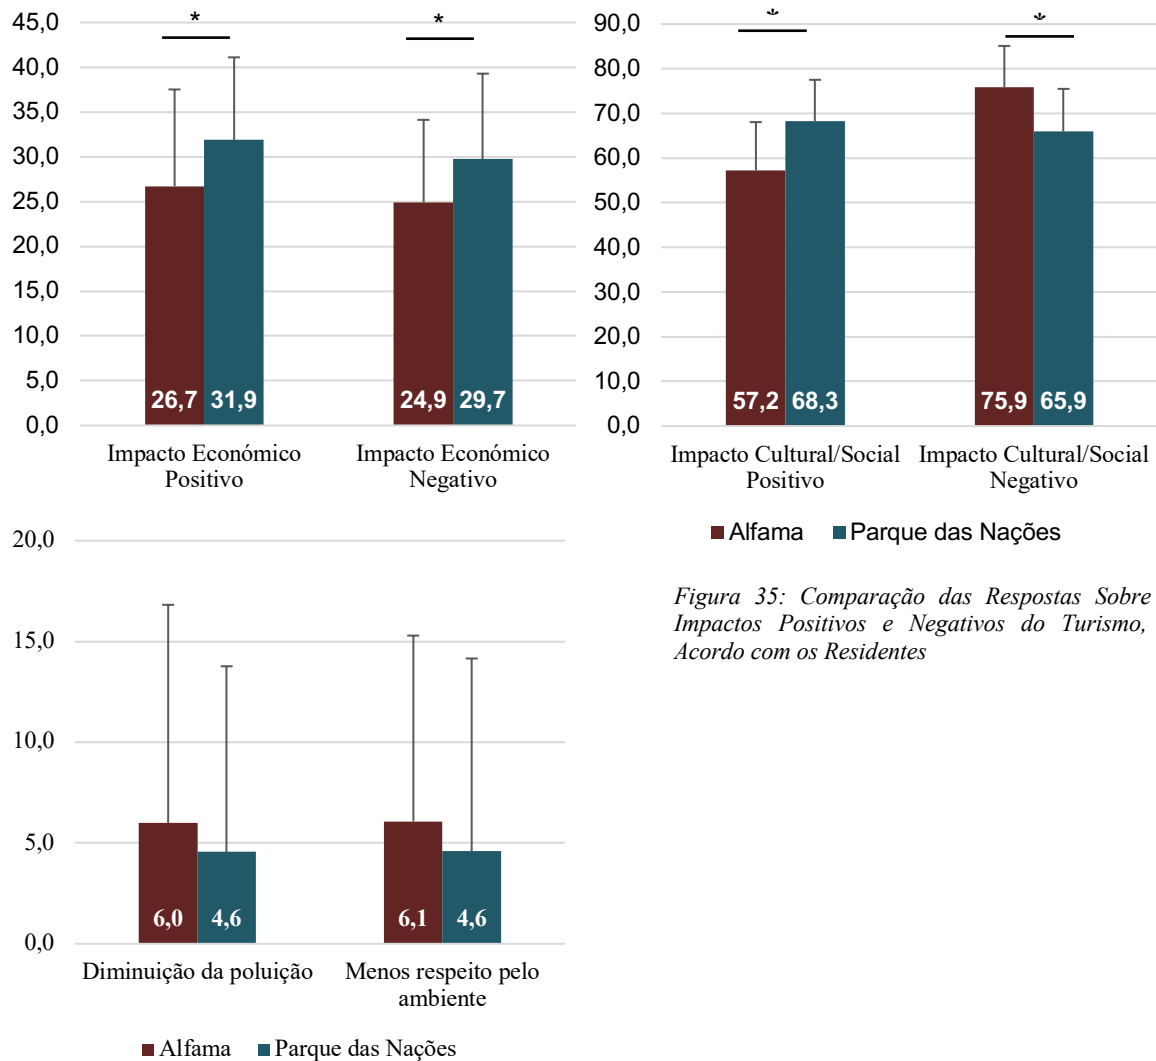 45,0
40,0
35,0
30,0
25,0
20,0
15,0
10,0
5,0
0,0
* *
26,7 31,9 24,9 29,7
Impacto Económico Positivo
Impacto Económico Negativo
90,0
80,0
70,0
60,0
50,0
40,0
30,0
20,0
10,0
0,0
* *
57,2 68,3 75,9 65,9
Impacto Cultural/Social Positivo
Impacto Cultural/Social Negativo
Alfama Parque das Nações
Figura 35: Comparação das Respostas Sobre
Impactos Positivos e Negativos do Turismo,
Acordo com os Residentes
20,0
15,0
10,0
5,0
0,0
6,0 4,6 6,1 4,6
Diminuição da poluição
Menos respeito pelo ambiente
Alfama Parque das Nações